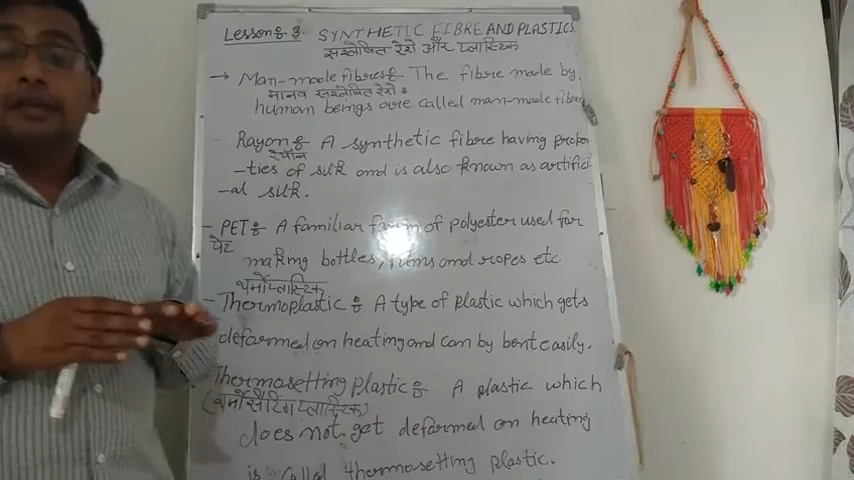 Lesson:- 3. SYNTHETIC FIBRE AND PLASTICS
संश्लेषित रेशे और प्लास्टिक
→ Man-made fibres:- The fibre made by
मानव संश्लेषित रेशे :
human beings are called man-made fibre
Rayon:- A synthetic fibre having proper
रेयॉन
-ties of silk and is also known as artifici
-al silk.
- PET:- A familiar form of polyester used for
पेट
making bottles, films and ropes etc.
थर्मोप्लास्टिक
- Thermoplastic:- A type of plastic which gets
deformed on heating and can by bent easily.
Thermosetting plastic:- A plastic which
(थर्मोसेटिंग प्लास्टिक)
does not get deformed on heating
is called thermosetting plastic.